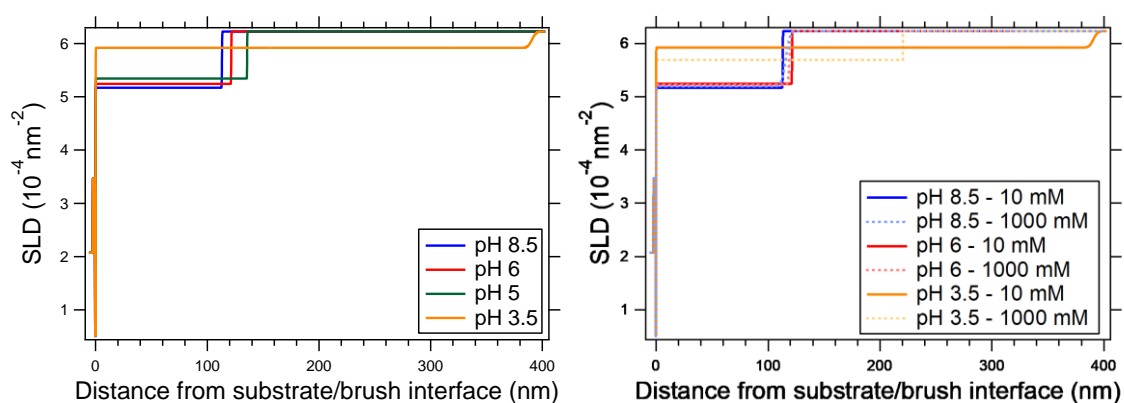 6
5
4
3
2
1
SLD (10⁻⁴nm⁻²)
pH 8.5
pH 6
pH 5
pH 3.5
0 100 200 300 400
Distance from substrate/brush interface (nm)
6
5
4
3
2
1
SLD (10⁻⁴nm⁻²)
pH 8.5 - 10 mM
pH 8.5 - 1000 mM
pH 6 - 10 mM
pH 6 - 1000 mM
pH 3.5 - 10 mM
pH 3.5 - 1000 mM
0 100 200 300 400
Distance from substrate/brush interface (nm)